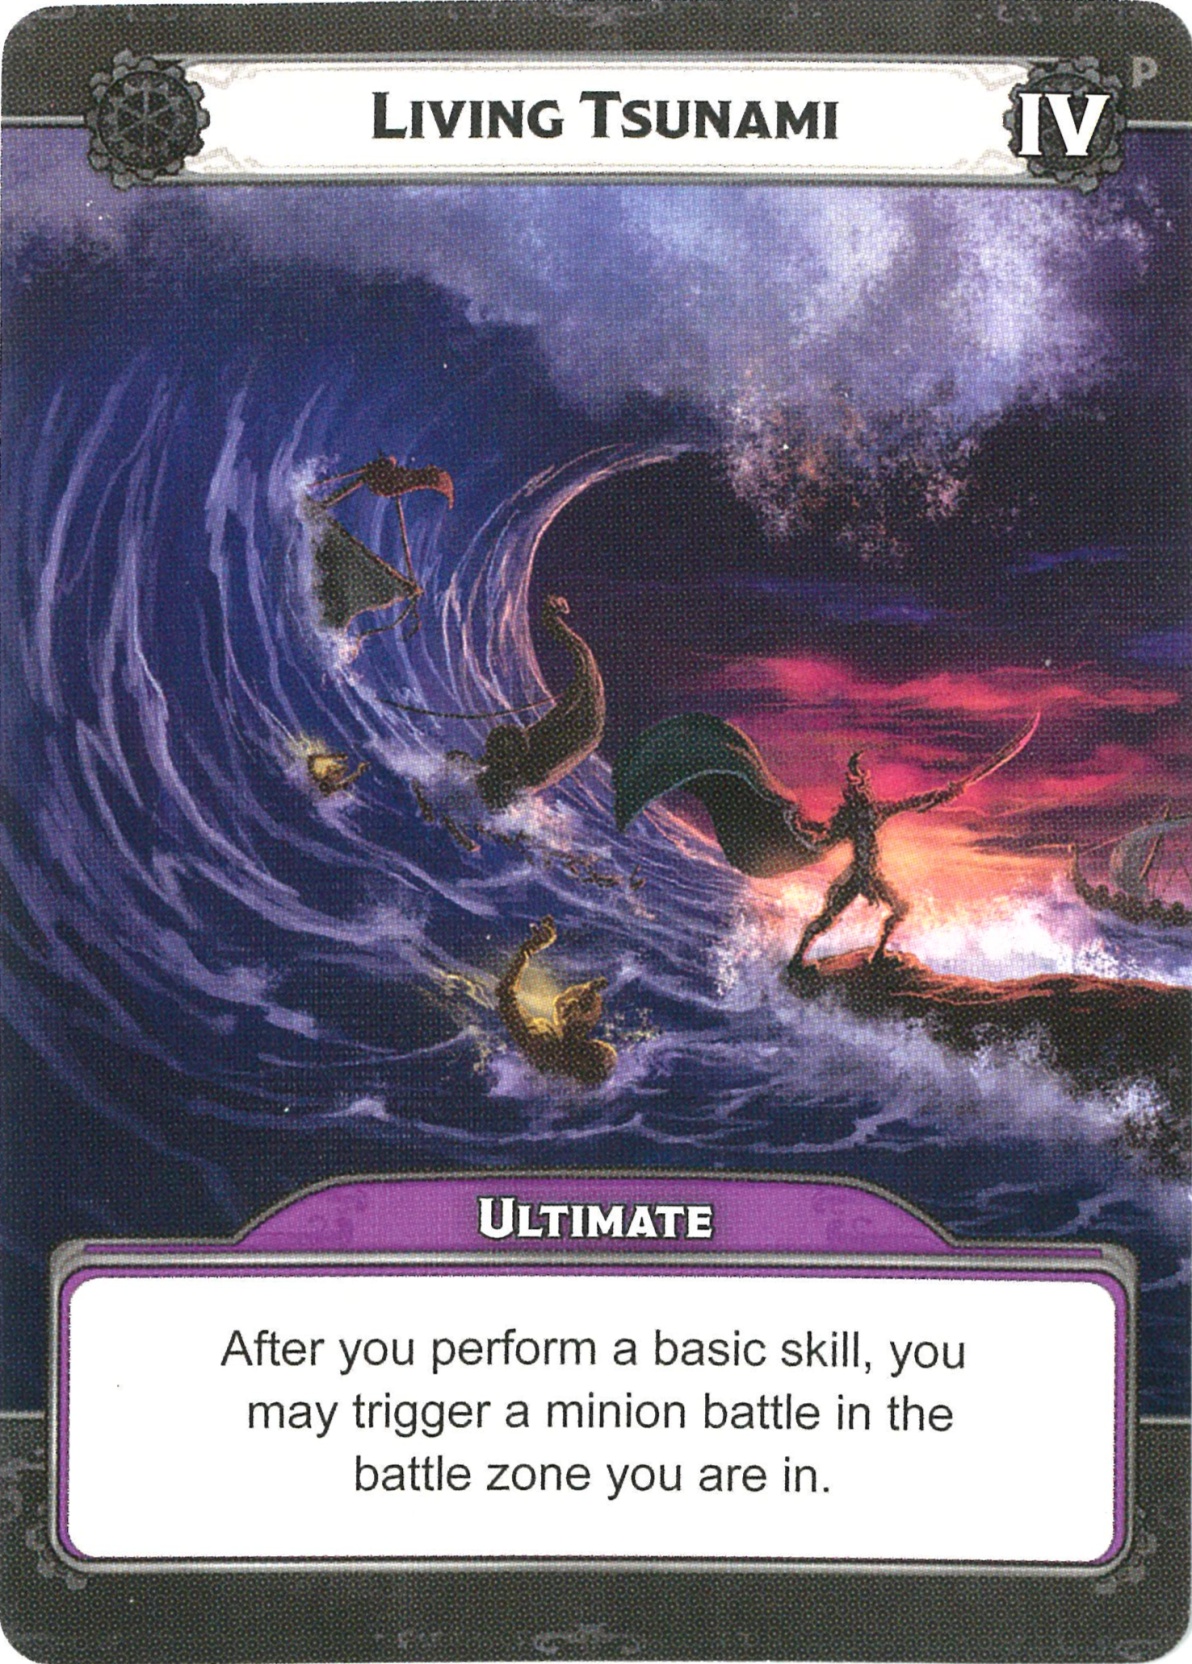 P
LIVING TSUNAMI
IV
ULTIMATE
After you perform a basic skill, you
may trigger a minion battle in the
battle zone you are in.